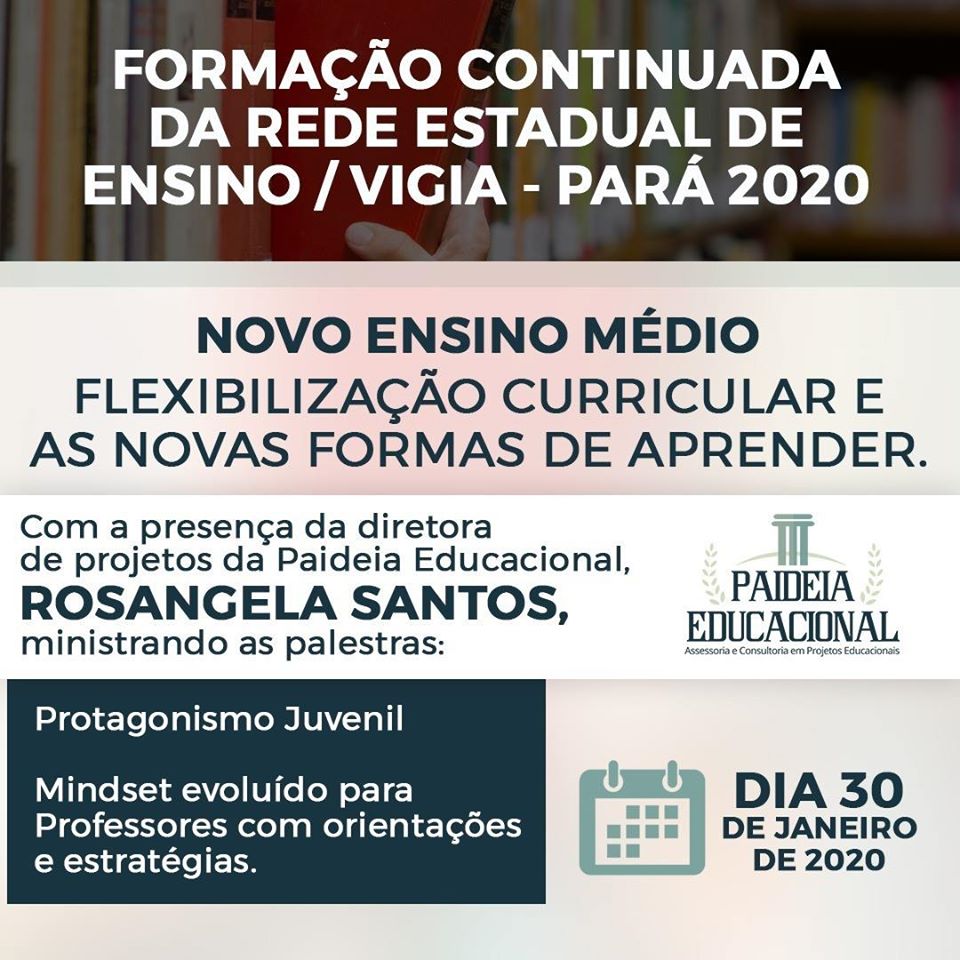 FORMAÇÃO CONTINUADA
DA REDE ESTADUAL DE
ENSINO / VIGIA - PARÁ 2020
NOVO ENSINO MÉDIO
FLEXIBILIZAÇÃO CURRICULAR E
AS NOVAS FORMAS DE APRENDER.
Com a presença da diretora
de projetos da Paideia Educacional,
ROSANGELA SANTOS,
ministrando as palestras:
PAIDEIA
EDUCACIONAL
Assessoria e Consultoria em Projetos Educacionais
Protagonismo Juvenil
Mindset evoluído para
Professores com orientações
e estratégias.
DIA 30
DE JANEIRO
DE 2020